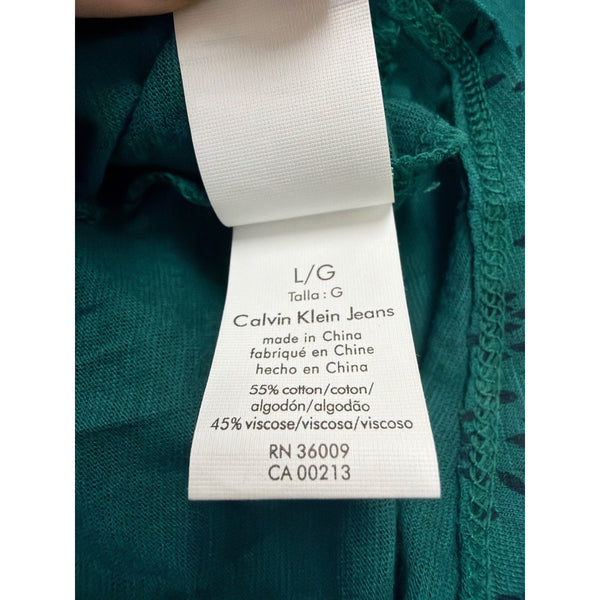 L/G
Talla: G
Calvin Klein Jeans
made in China
fabriqué en Chine
hecho en China
55% cotton/coton/
algodón/algodão
45% viscose/viscosa/viscoso
RN 36009
CA 00213